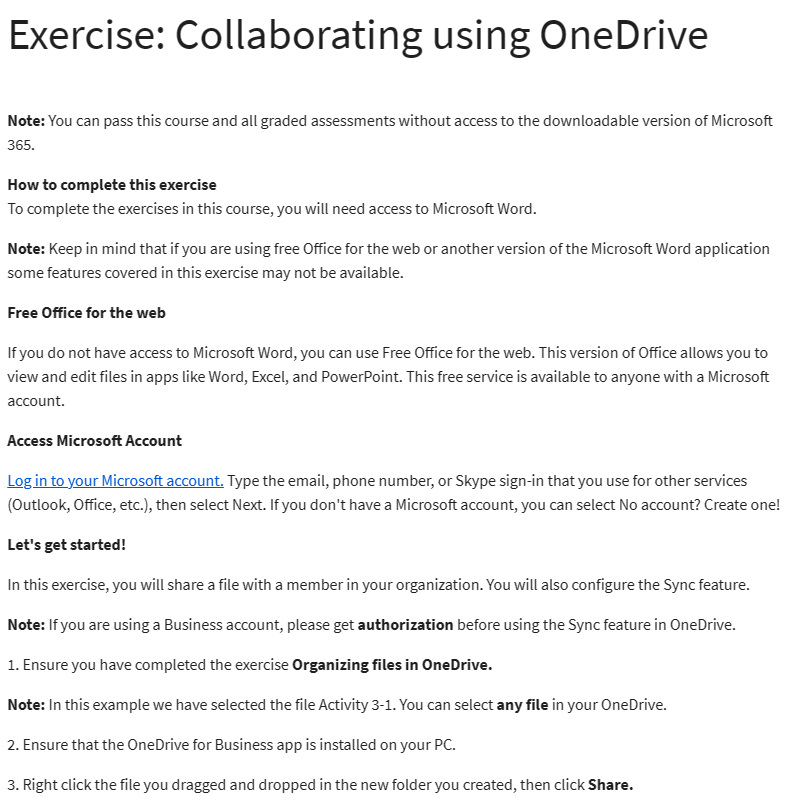 Exercise: Collaborating using OneDrive
Note: You can pass this course and all graded assessments without access to the downloadable version of Microsoft
365.
How to complete this exercise
To complete the exercises in this course, you will need access to Microsoft Word.
Note: Keep in mind that if you are using free Office for the web or another version of the Microsoft Word application
some features covered in this exercise may not be available.
Free Office for the web
If you do not have access to Microsoft Word, you can use Free Office for the web. This version of Office allows you to
view and edit files in apps like Word, Excel, and PowerPoint. This free service is available to anyone with a Microsoft
account.
Access Microsoft Account
Log in to your Microsoft account. Type the email, phone number, or Skype sign-in that you use for other services
(Outlook, Office, etc.), then select Next. If you don't have a Microsoft account, you can select No account? Create one!
Let's get started!
In this exercise, you will share a file with a member in your organization. You will also configure the Sync feature.
Note: If you are using a Business account, please get authorization before using the Sync feature in OneDrive.
1. Ensure you have completed the exercise Organizing files in OneDrive.
Note: In this example we have selected the file Activity 3-1. You can select any file in your OneDrive.
2. Ensure that the OneDrive for Business app is installed on your PC.
3. Right click the file you dragged and dropped in the new folder you created, then click Share.